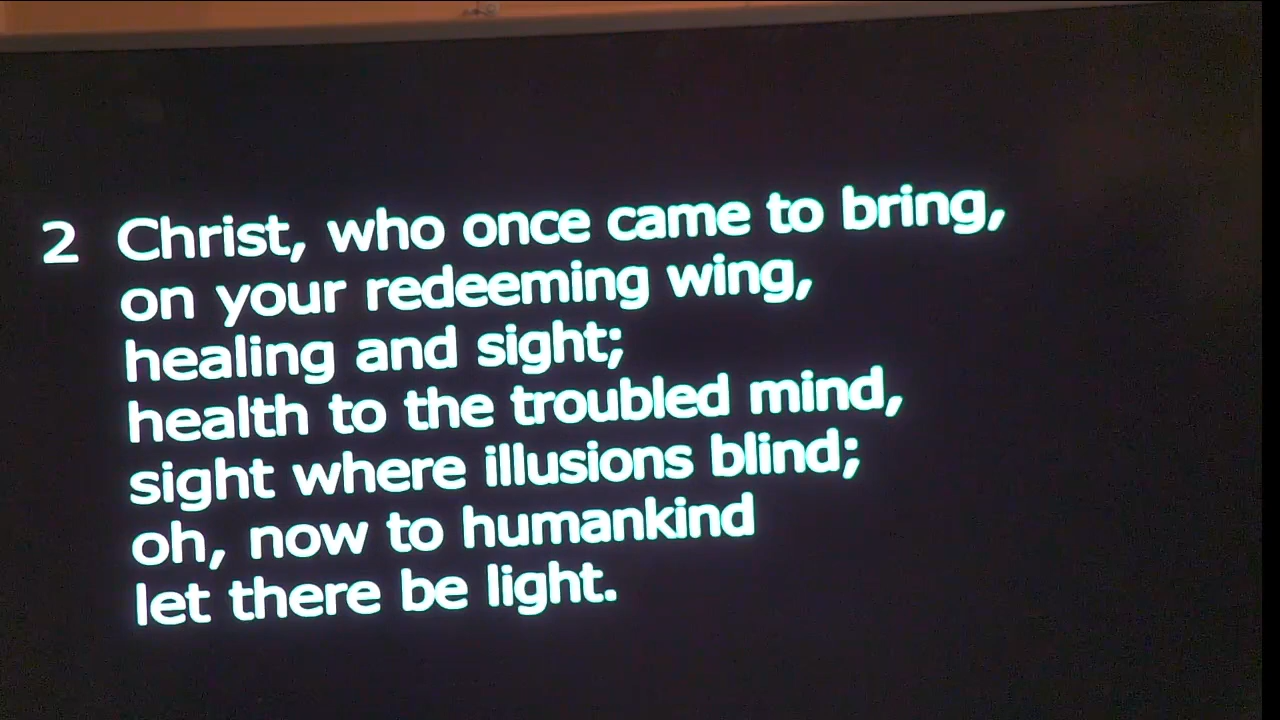 2 Christ, who once came to bring,
on your redeeming wing,
healing and sight;
health to the troubled mind,
sight where illusions blind;
oh, now to humankind
let there be light.